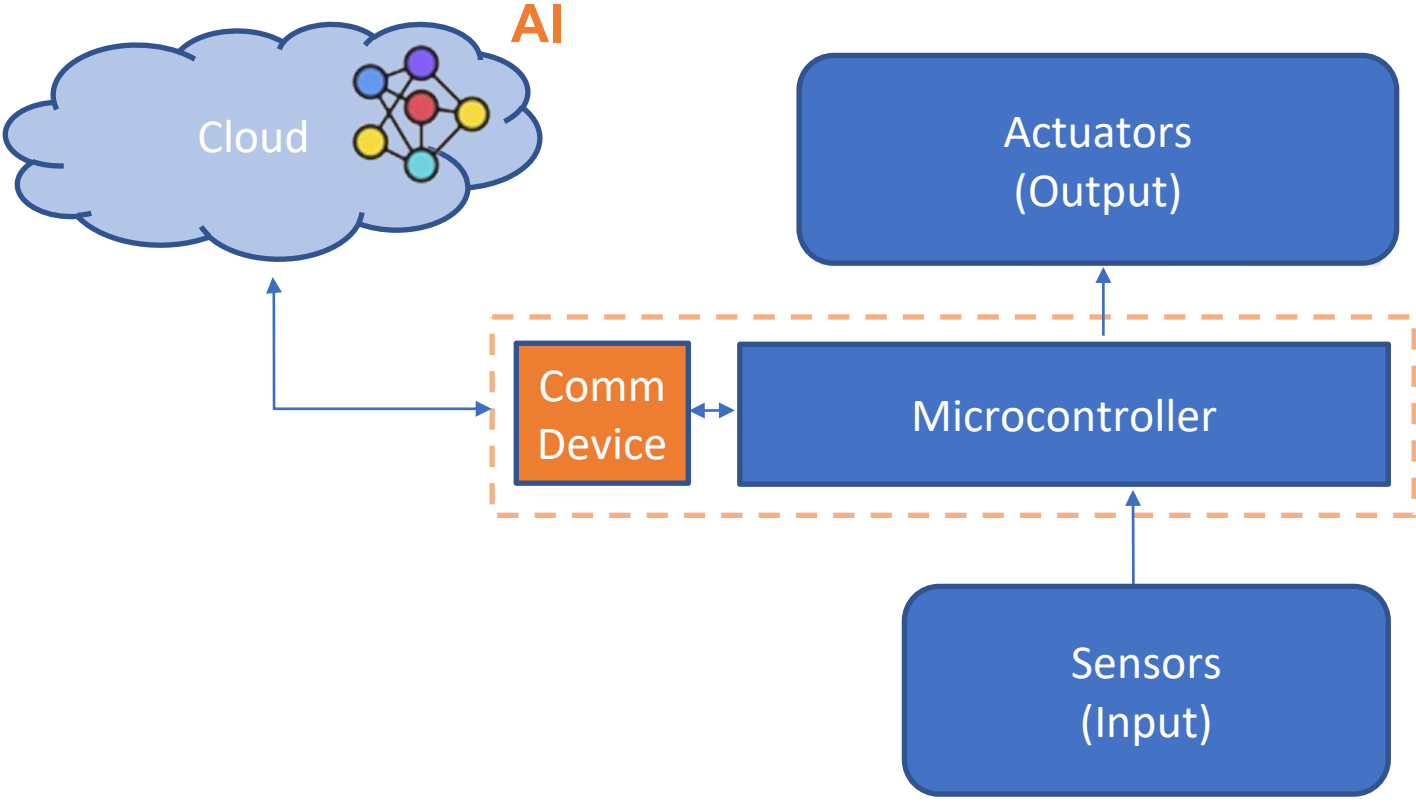 AI
Cloud
Actuators
(Output)
Comm
Device
Microcontroller
Sensors
(Input)